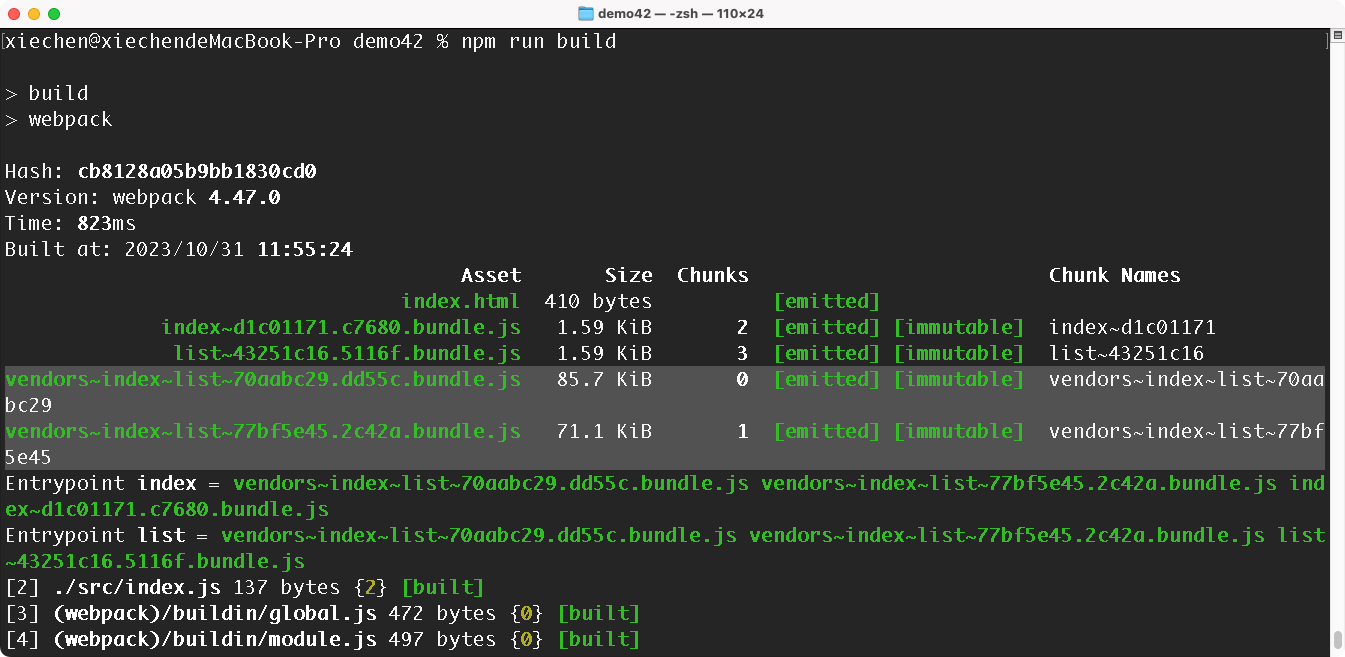 demo42 — -zsh — 110×24
[xiechen@xiechendeMacBook-Pro demo42 % npm run build ]
> build
> webpack
Hash: cb8128a05b9bb1830cd0
Version: webpack 4.47.0
Time: 823ms
Built at: 2023/10/31 11:55:24
Asset Size Chunks Chunk Names
index.html 410 bytes [emitted]
index~d1c01171.c7680.bundle.js 1.59 KiB 2 [emitted] [immutable] index~d1c01171
list~43251c16.5116f.bundle.js 1.59 KiB 3 [emitted] [immutable] list~43251c16
vendors~index~list~70aabc29.dd55c.bundle.js 85.7 KiB 0 [emitted] [immutable] vendors~index~list~70aa
bc29
vendors~index~list~77bf5e45.2c42a.bundle.js 71.1 KiB 1 [emitted] [immutable] vendors~index~list~77bf
5e45
Entrypoint index = vendors~index~list~70aabc29.dd55c.bundle.js vendors~index~list~77bf5e45.2c42a.bundle.js ind
ex~d1c01171.c7680.bundle.js
Entrypoint list = vendors~index~list~70aabc29.dd55c.bundle.js vendors~index~list~77bf5e45.2c42a.bundle.js list
~43251c16.5116f.bundle.js
[2] ./src/index.js 137 bytes {2} [built]
[3] (webpack)/buildin/global.js 472 bytes {0} [built]
[4] (webpack)/buildin/module.js 497 bytes {0} [built]